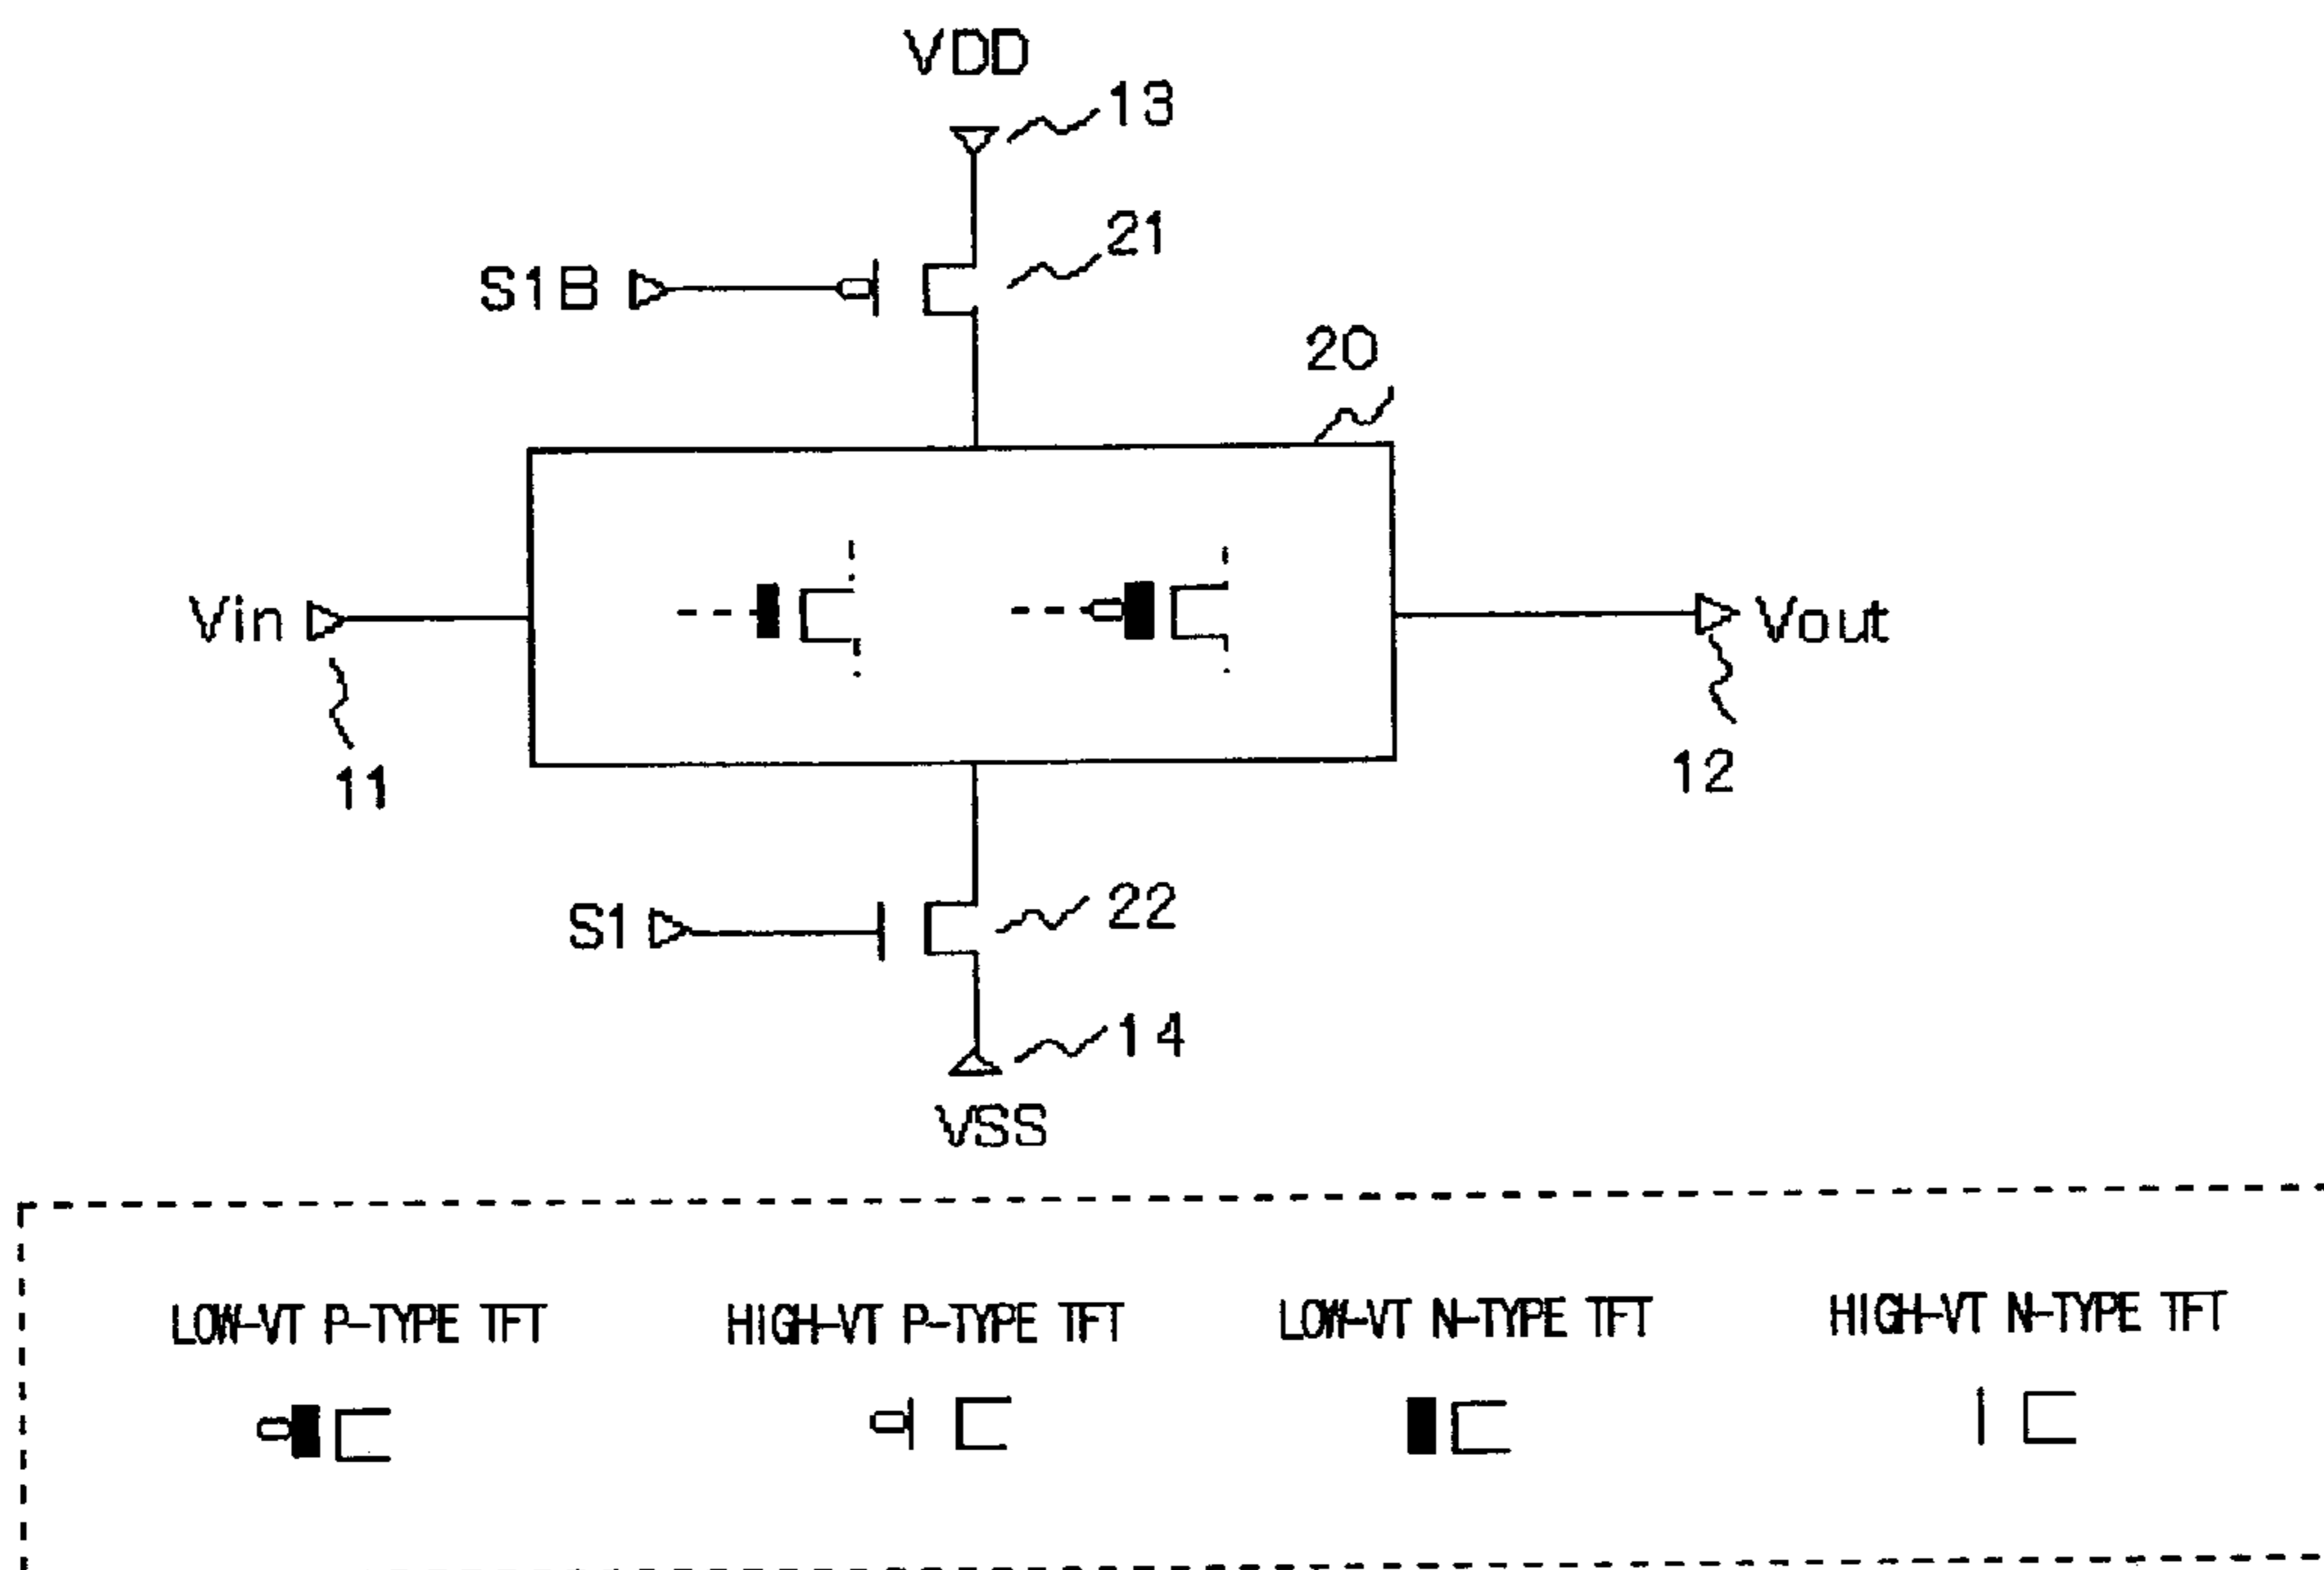 VDD
13
21
S1B
20
Vin
Vout
11
12
22
S1
14
VSS
LOW-VT P-TYPE TFT
HIGH-VT P-TYPE TFT
LOW-VT N-TYPE TFT
HIGH-VT N-TYPE TFT